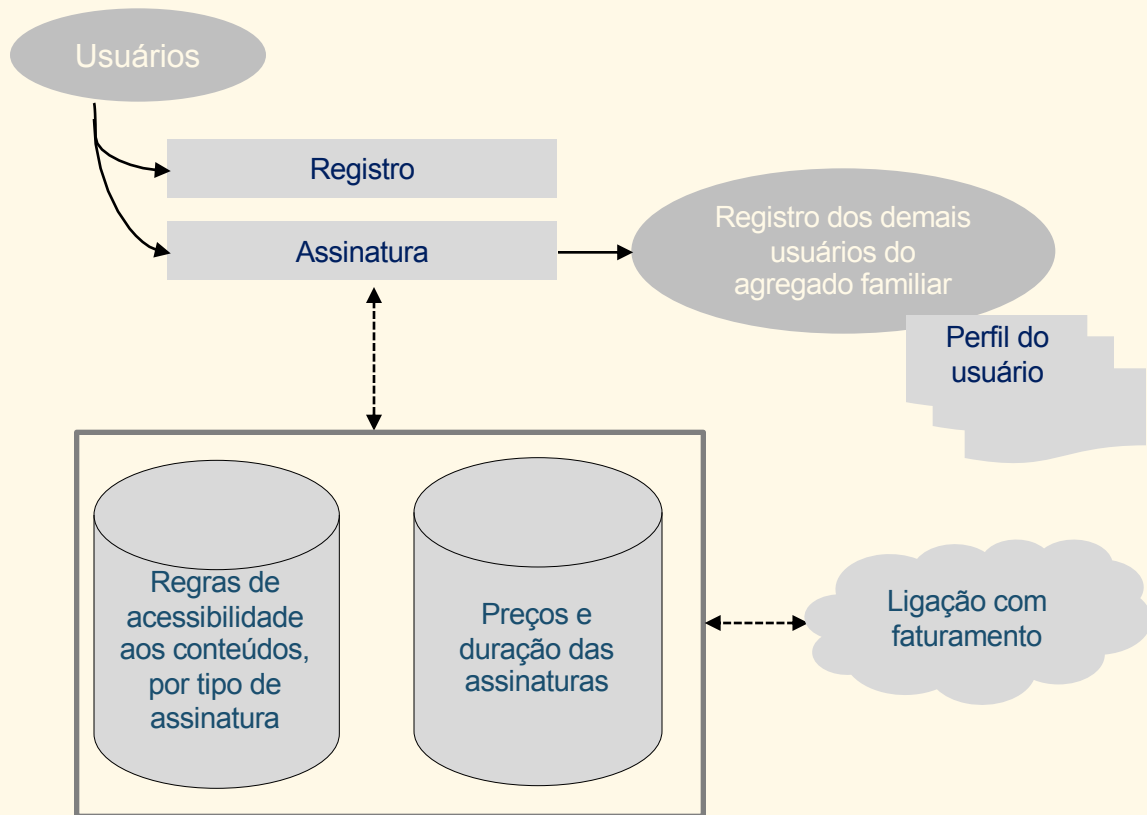 Usuários
Registro
Assinatura
Registro dos demais
usuários do
agregado familiar
Perfil do
usuário
Regras de
acessibilidade
aos conteúdos,
por tipo de
assinatura
Preços e
duração das
assinaturas
Ligação com
faturamento